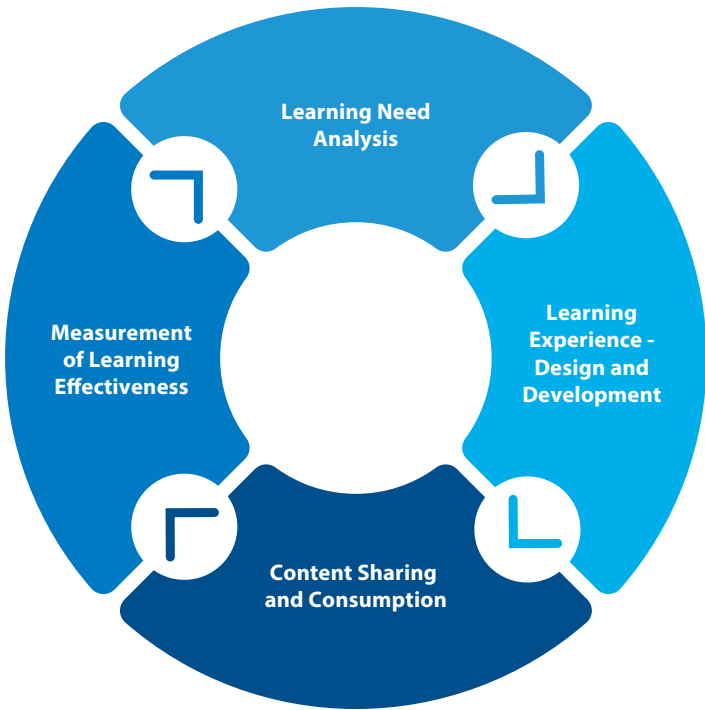 Learning Need
Analysis
Learning
Experience -
Design and
Development
Content Sharing
and Consumption
Measurement
of Learning
Effectiveness